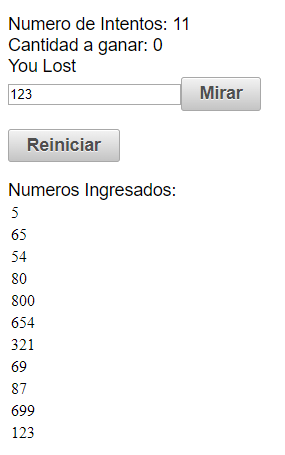 Numero de Intentos: 11
Cantidad a ganar: 0
You Lost
123 Mirar
Reiniciar
Numeros Ingresados:
5
65
54
80
800
654
321
69
87
699
123